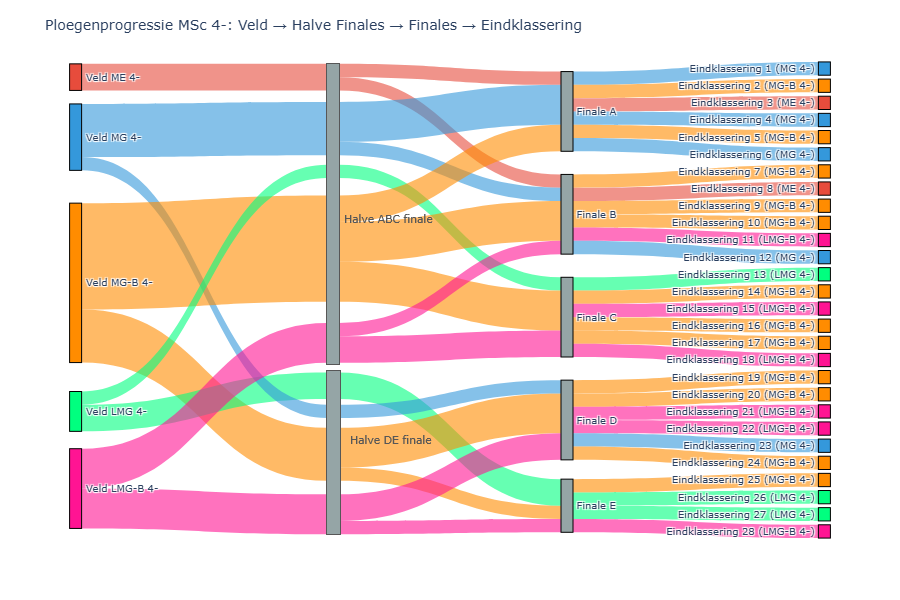 Ploegenprogressie MSc 4-: Veld → Halve Finales → Finales → Eindklassering
Veld ME 4-
Veld MG 4-
Veld MG-B 4-
Veld LMG 4-
Veld LMG-B 4-
Halve ABC finale
Halve DE finale
Finale A
Finale B
Finale C
Finale D
Finale E
Eindklassering 1 (MG 4-)
Eindklassering 2 (MG-B 4-)
Eindklassering 3 (ME 4-)
Eindklassering 4 (MG 4-)
Eindklassering 5 (MG-B 4-)
Eindklassering 6 (MG 4-)
Eindklassering 7 (MG-B 4-)
Eindklassering 8 (ME 4-)
Eindklassering 9 (MG-B 4-)
Eindklassering 10 (MG-B 4-)
Eindklassering 11 (LMG-B 4-)
Eindklassering 12 (MG 4-)
Eindklassering 13 (LMG 4-)
Eindklassering 14 (MG-B 4-)
Eindklassering 15 (LMG-B 4-)
Eindklassering 16 (MG-B 4-)
Eindklassering 17 (MG-B 4-)
Eindklassering 18 (LMG-B 4-)
Eindklassering 19 (MG-B 4-)
Eindklassering 20 (MG-B 4-)
Eindklassering 21 (LMG-B 4-)
Eindklassering 22 (LMG-B 4-)
Eindklassering 23 (MG 4-)
Eindklassering 24 (MG-B 4-)
Eindklassering 25 (MG-B 4-)
Eindklassering 26 (LMG 4-)
Eindklassering 27 (LMG 4-)
Eindklassering 28 (LMG-B 4-)